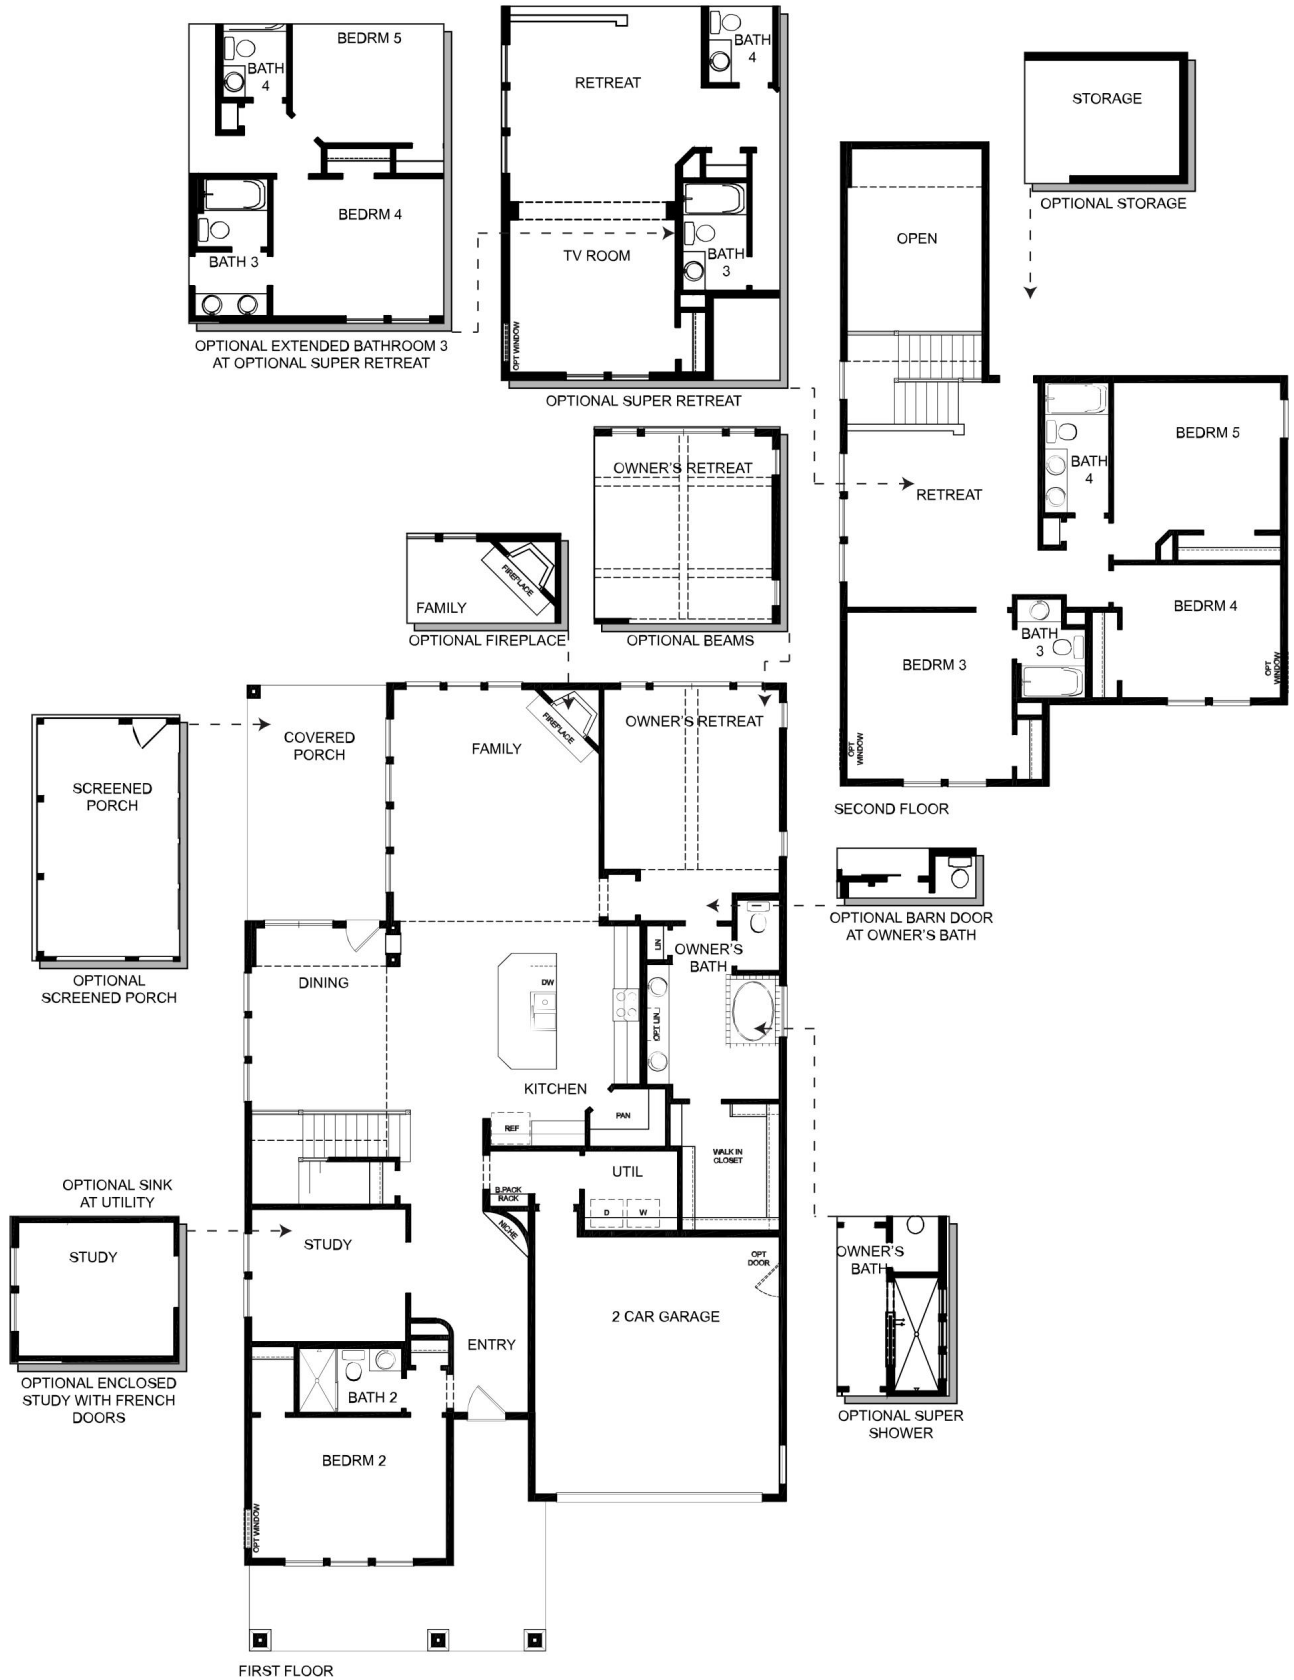 BEDRM 5
BATH
4
BEDRM 4
BATH 3
OPTIONAL EXTENDED BATHROOM 3
AT OPTIONAL SUPER RETREAT
BATH
4
RETREAT
TV ROOM
BATH
3
OPT WINDOW
OPTIONAL SUPER RETREAT
STORAGE
OPTIONAL STORAGE
OPEN
BEDRM 5
BATH
4
RETREAT
BEDRM 4
BATH
3
BEDRM 3
OPT
WINDOW
OPT
WINDOW
SECOND FLOOR
OWNER'S RETREAT
OPTIONAL BEAMS
FIREPLACE
FAMILY
OPTIONAL FIREPLACE
SCREENED
PORCH
OPTIONAL
SCREENED PORCH
COVERED
PORCH
FAMILY
FIREPLACE
OWNER'S RETREAT
OPTIONAL BARN DOOR
AT OWNER'S BATH
LIN
OWNER'S
BATH
DINING
DW
OPT LIN
KITCHEN
REF
PAN
WALK IN
CLOSET
UTIL
B.PACK
RACK
D
W
NICHE
OPTIONAL SINK
AT UTILITY
STUDY
OPTIONAL ENCLOSED
STUDY WITH FRENCH
DOORS
STUDY
OPT
DOOR
2 CAR GARAGE
ENTRY
BATH 2
BEDRM 2
OPT WINDOW
OWNER'S
BATH
OPTIONAL SUPER
SHOWER
FIRST FLOOR